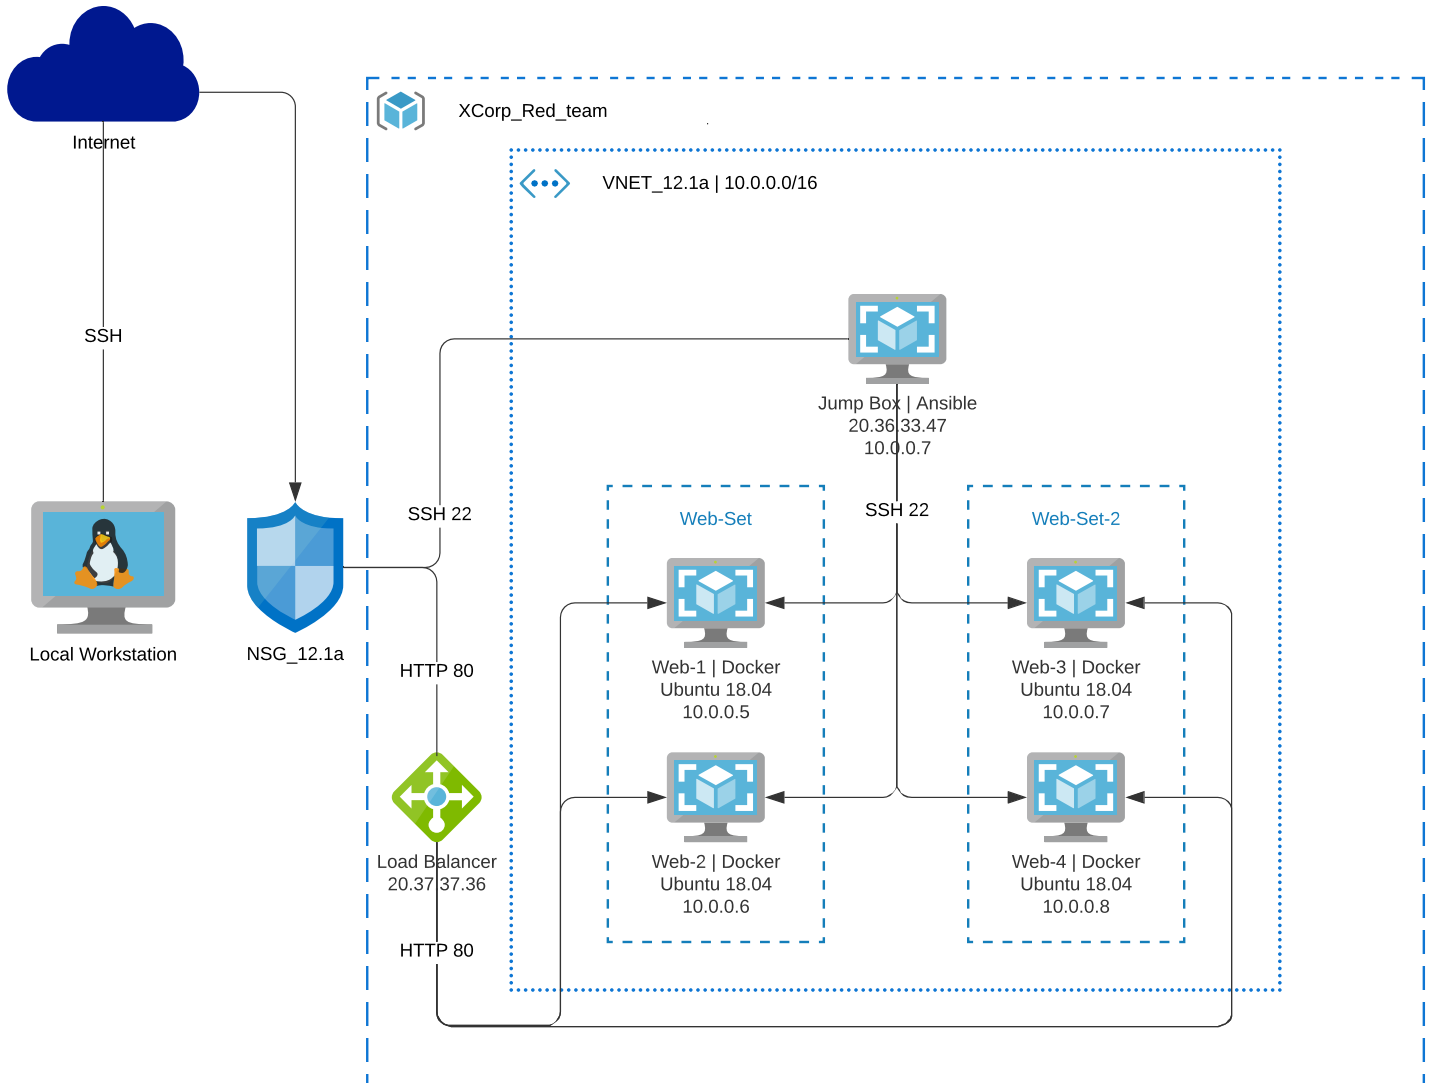 Internet
XCorp_Red_team
VNET_12.1a | 10.0.0.0/16
SSH
Jump Box | Ansible
20.36.33.47
10.0.0.7
SSH 22
SSH 22
Web-Set
Web-Set-2
Local Workstation
NSG_12.1a
HTTP 80
Web-1 | Docker
Ubuntu 18.04
10.0.0.5
Web-3 | Docker
Ubuntu 18.04
10.0.0.7
Load Balancer
20.37.37.36
Web-2 | Docker
Ubuntu 18.04
10.0.0.6
Web-4 | Docker
Ubuntu 18.04
10.0.0.8
HTTP 80